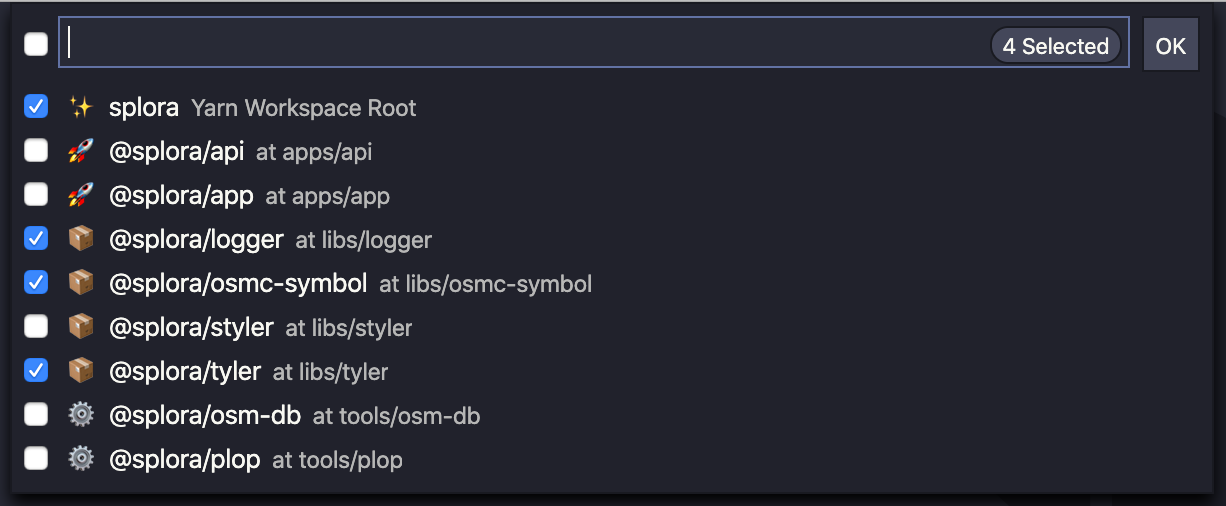 4 Selected OK
splora Yarn Workspace Root
@splora/api at apps/api
@splora/app at apps/app
@splora/logger at libs/logger
@splora/osmc-symbol at libs/osmc-symbol
@splora/styler at libs/styler
@splora/tyler at libs/tyler
@splora/osm-db at tools/osm-db
@splora/plop at tools/plop